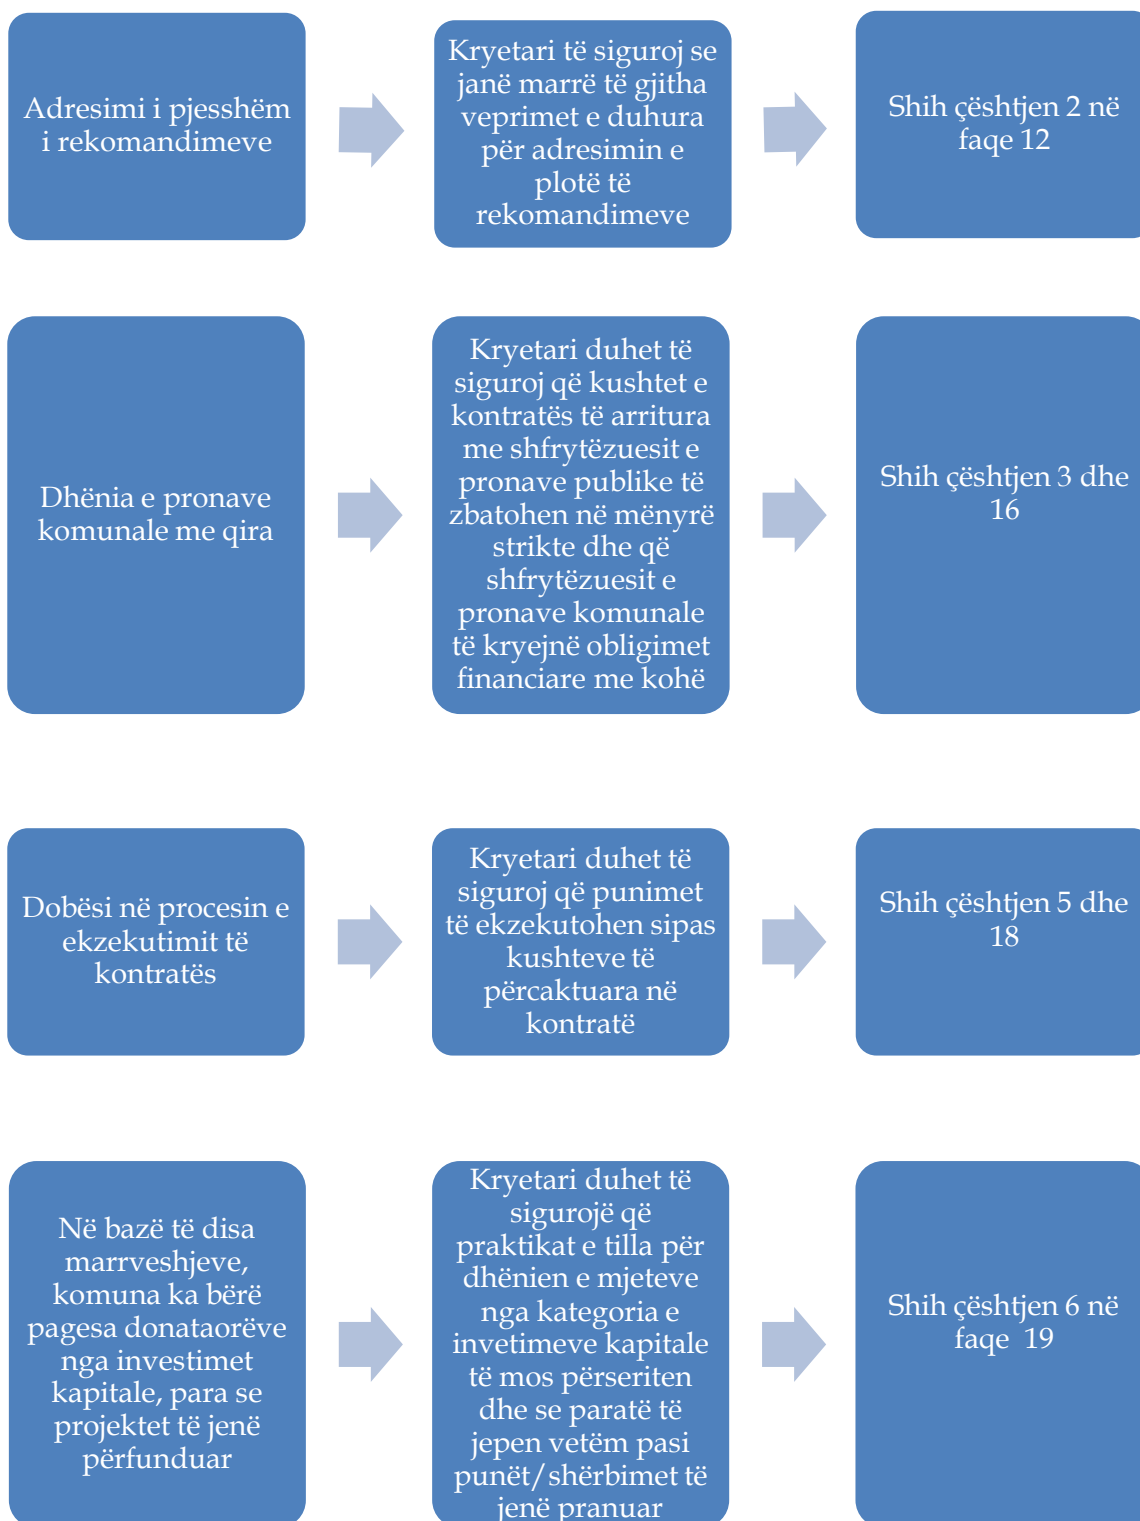 Adresimi i pjesshëm
i rekomandimeve
Kryetari të siguroj se
janë marrë të gjitha
veprimet e duhura
për adresimin e
plotë të
rekomandimeve
Shih çështjen 2 në
faqe 12
Dhënia e pronave
komunale me qira
Kryetari duhet të
siguroj që kushtet e
kontratës të arritura
me shfrytëzuesit e
pronave publike të
zbatohen në mënyrë
strikte dhe që
shfrytëzuesit e
pronave komunale
të kryejnë obligimet
financiare me kohë
Shih çështjen 3 dhe
16
Dobësi në procesin e
ekzekutimit të
kontratës
Kryetari duhet të
siguroj që punimet
të ekzekutohen sipas
kushteve të
përcaktuara në
kontratë
Shih çështjen 5 dhe
18
Në bazë të disa
marrveshjeve,
komuna ka bërë
pagesa donataorëve
nga investimet
kapitale, para se
projektet të jenë
përfunduar
Kryetari duhet të
sigurojë që
praktikat e tilla për
dhënien e mjeteve
nga kategoria e
invetimeve kapitale
të mos përseriten
dhe se paratë të
jepen vetëm pasi
punët/shërbimet të
jenë pranuar
Shih çështjen 6 në
faqe 19